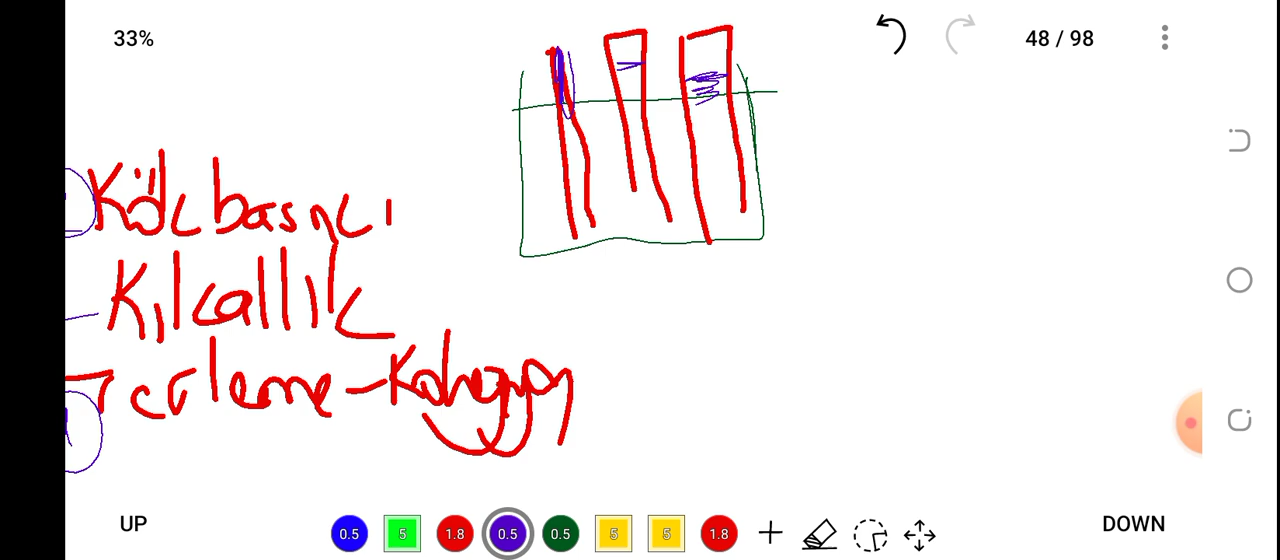 33%
48 / 98
Kök basıncı
Kılcallık
Terleme-Kohezyon
UP
0.5 5 1.8 0.5 0.5 5 5 1.8
DOWN